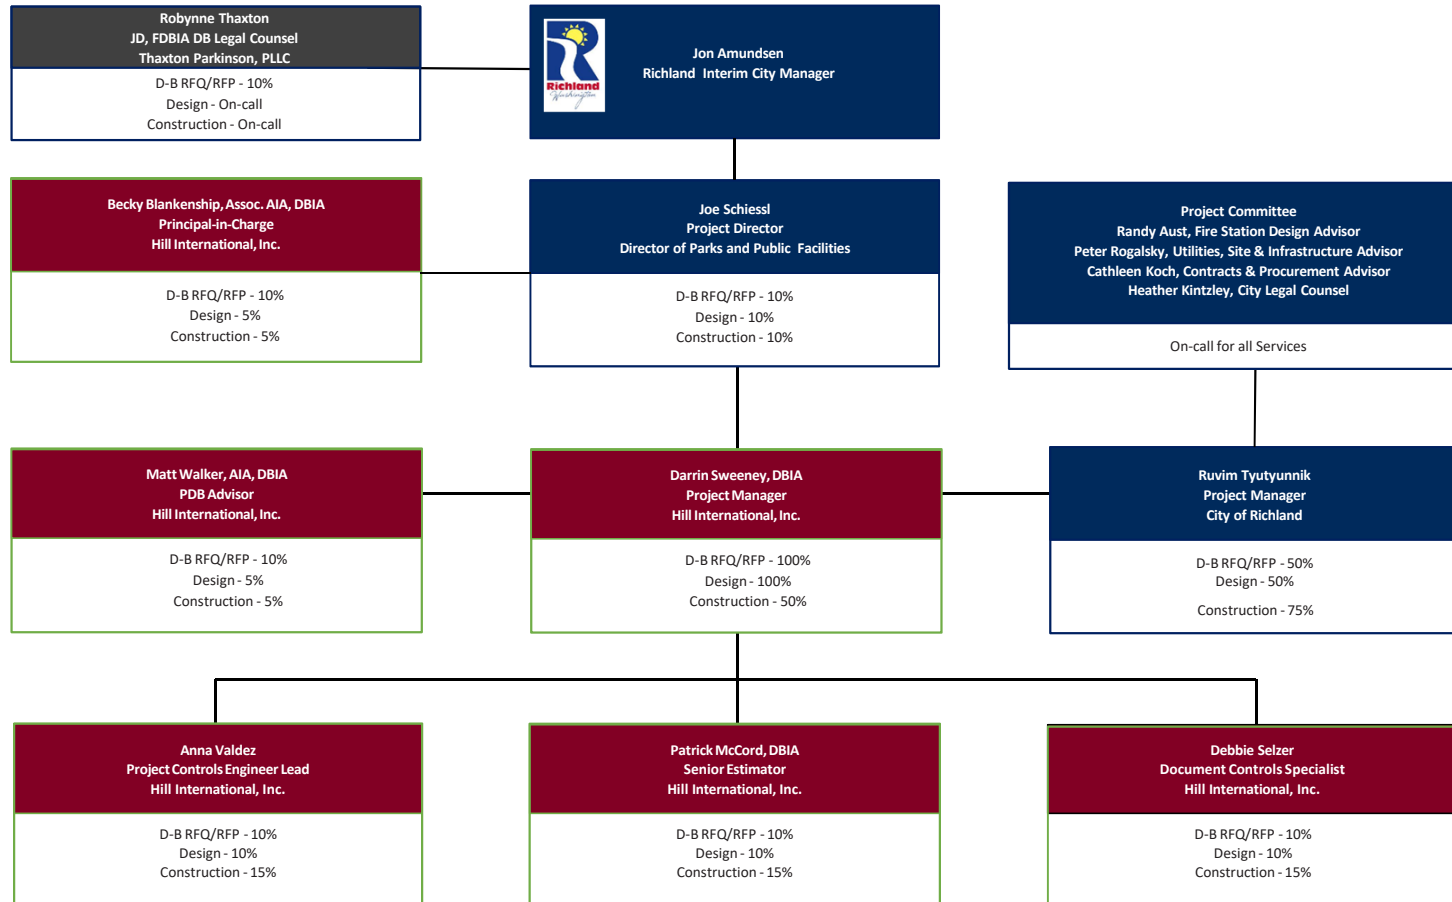 Robynne Thaxton
JD, FDBIA DB Legal Counsel
Thaxton Parkinson, PLLC
D-B RFQ/RFP - 10%
Design - On-call
Construction - On-call
Richland
Washington
Jon Amundsen
Richland Interim City Manager
Becky Blankenship, Assoc. AIA, DBIA
Principal-in-Charge
Hill International, Inc.
D-B RFQ/RFP - 10%
Design - 5%
Construction - 5%
Joe Schiessl
Project Director
Director of Parks and Public Facilities
D-B RFQ/RFP - 10%
Design - 10%
Construction - 10%
Project Committee
Randy Aust, Fire Station Design Advisor
Peter Rogalsky, Utilities, Site & Infrastructure Advisor
Cathleen Koch, Contracts & Procurement Advisor
Heather Kintzley, City Legal Counsel
On-call for all Services
Matt Walker, AIA, DBIA
PDB Advisor
Hill International, Inc.
D-B RFQ/RFP - 10%
Design - 5%
Construction - 5%
Darrin Sweeney, DBIA
Project Manager
Hill International, Inc.
D-B RFQ/RFP - 100%
Design - 100%
Construction - 50%
Ruvim Tyutyunnik
Project Manager
City of Richland
D-B RFQ/RFP - 50%
Design - 50%
Construction - 75%
Anna Valdez
Project Controls Engineer Lead
Hill International, Inc.
D-B RFQ/RFP - 10%
Design - 10%
Construction - 15%
Patrick McCord, DBIA
Senior Estimator
Hill International, Inc.
D-B RFQ/RFP - 10%
Design - 10%
Construction - 15%
Debbie Selzer
Document Controls Specialist
Hill International, Inc.
D-B RFQ/RFP - 10%
Design - 10%
Construction - 15%